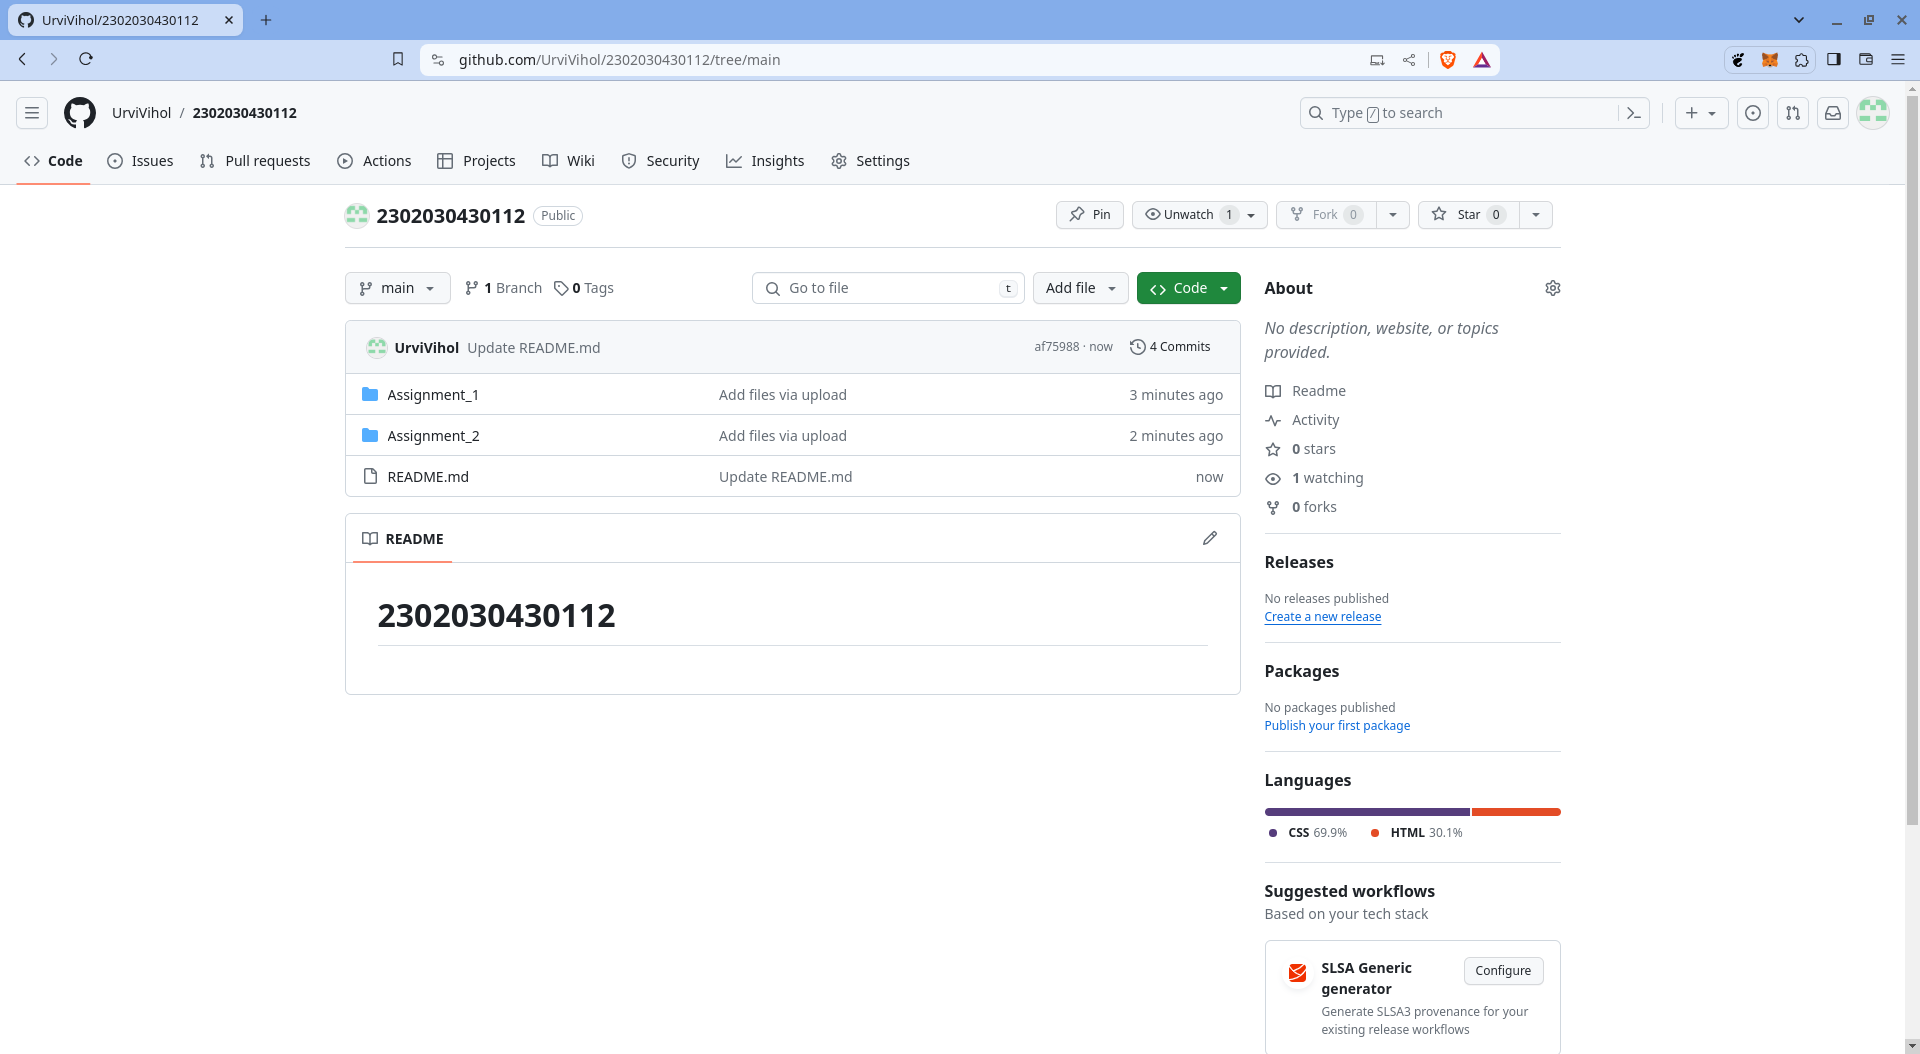 UrviVihol/2302030430112
github.com/UrviVihol/2302030430112/tree/main
UrviVihol / 2302030430112
Type / to search
Code Issues Pull requests Actions Projects Wiki Security Insights Settings
2302030430112 Public
Pin Unwatch 1 Fork 0 Star 0
main 1 Branch 0 Tags Go to file t Add file Code
UrviVihol Update README.md af75988 · now 4 Commits
Assignment_1 Add files via upload 3 minutes ago
Assignment_2 Add files via upload 2 minutes ago
README.md Update README.md now
README
2302030430112
About
No description, website, or topics
provided.
Readme
Activity
0 stars
1 watching
0 forks
Releases
No releases published
Create a new release
Packages
No packages published
Publish your first package
Languages
CSS 69.9% HTML 30.1%
Suggested workflows
Based on your tech stack
SLSA Generic
generator
Configure
Generate SLSA3 provenance for your
existing release workflows